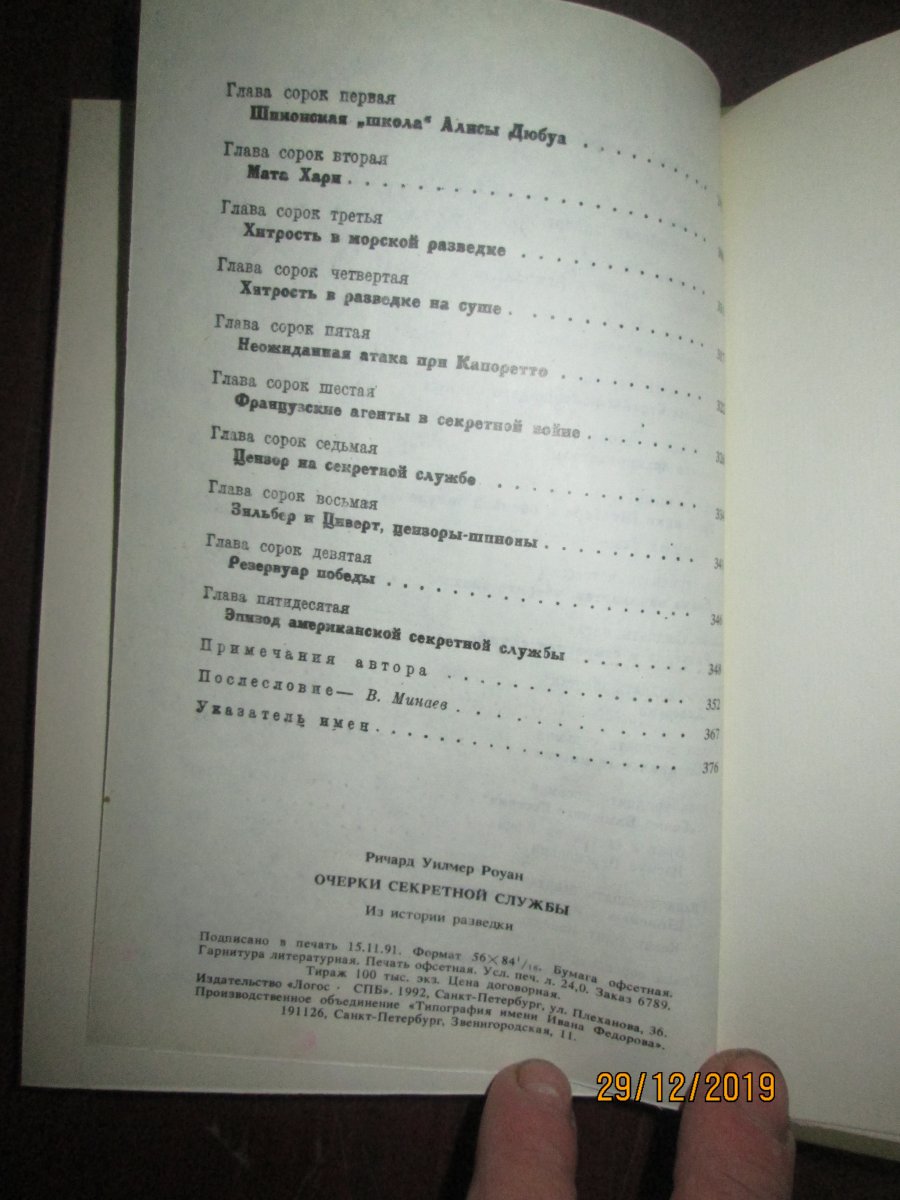 Глава сорок первая
Шпионская „школа“ Алисы Дюбуа
Глава сорок вторая
Мата Хари
Глава сорок третья
Хитрость в морской разведке
Глава сорок четвертая
Хитрость в разведке на суше
Глава сорок пятая
Неожиданная атака при Капоретто
Глава сорок шестая
Французские агенты в секретной войне
Глава сорок седьмая
Цензор на секретной службе
Глава сорок восьмая
Зильбер и Циверт, цензоры-шпионы
Глава сорок девятая
Резервуар победы 346
Глава пятидесятая
Эпизод американской секретной службы 348
Примечания автора 352
Послесловие — В. Минаев 367
Указатель имен 376
Ричард Уилмер Роуан
ОЧЕРКИ СЕКРЕТНОЙ СЛУЖБЫ
Из истории разведки
Подписано в печать 15.11.91. Формат 56×84¹/₁₆. Бумага офсетная.
Гарнитура литературная. Печать офсетная. Усл. печ. л. 24,0. Заказ 6789.
Тираж 100 тыс. экз. Цена договорная.
Издательство «Логос - СПБ». 1992, Санкт-Петербург, ул. Плеханова, 36.
Производственное объединение «Типография имени Ивана Федорова».
191126, Санкт-Петербург, Звенигородская, 11.
29/12/2019